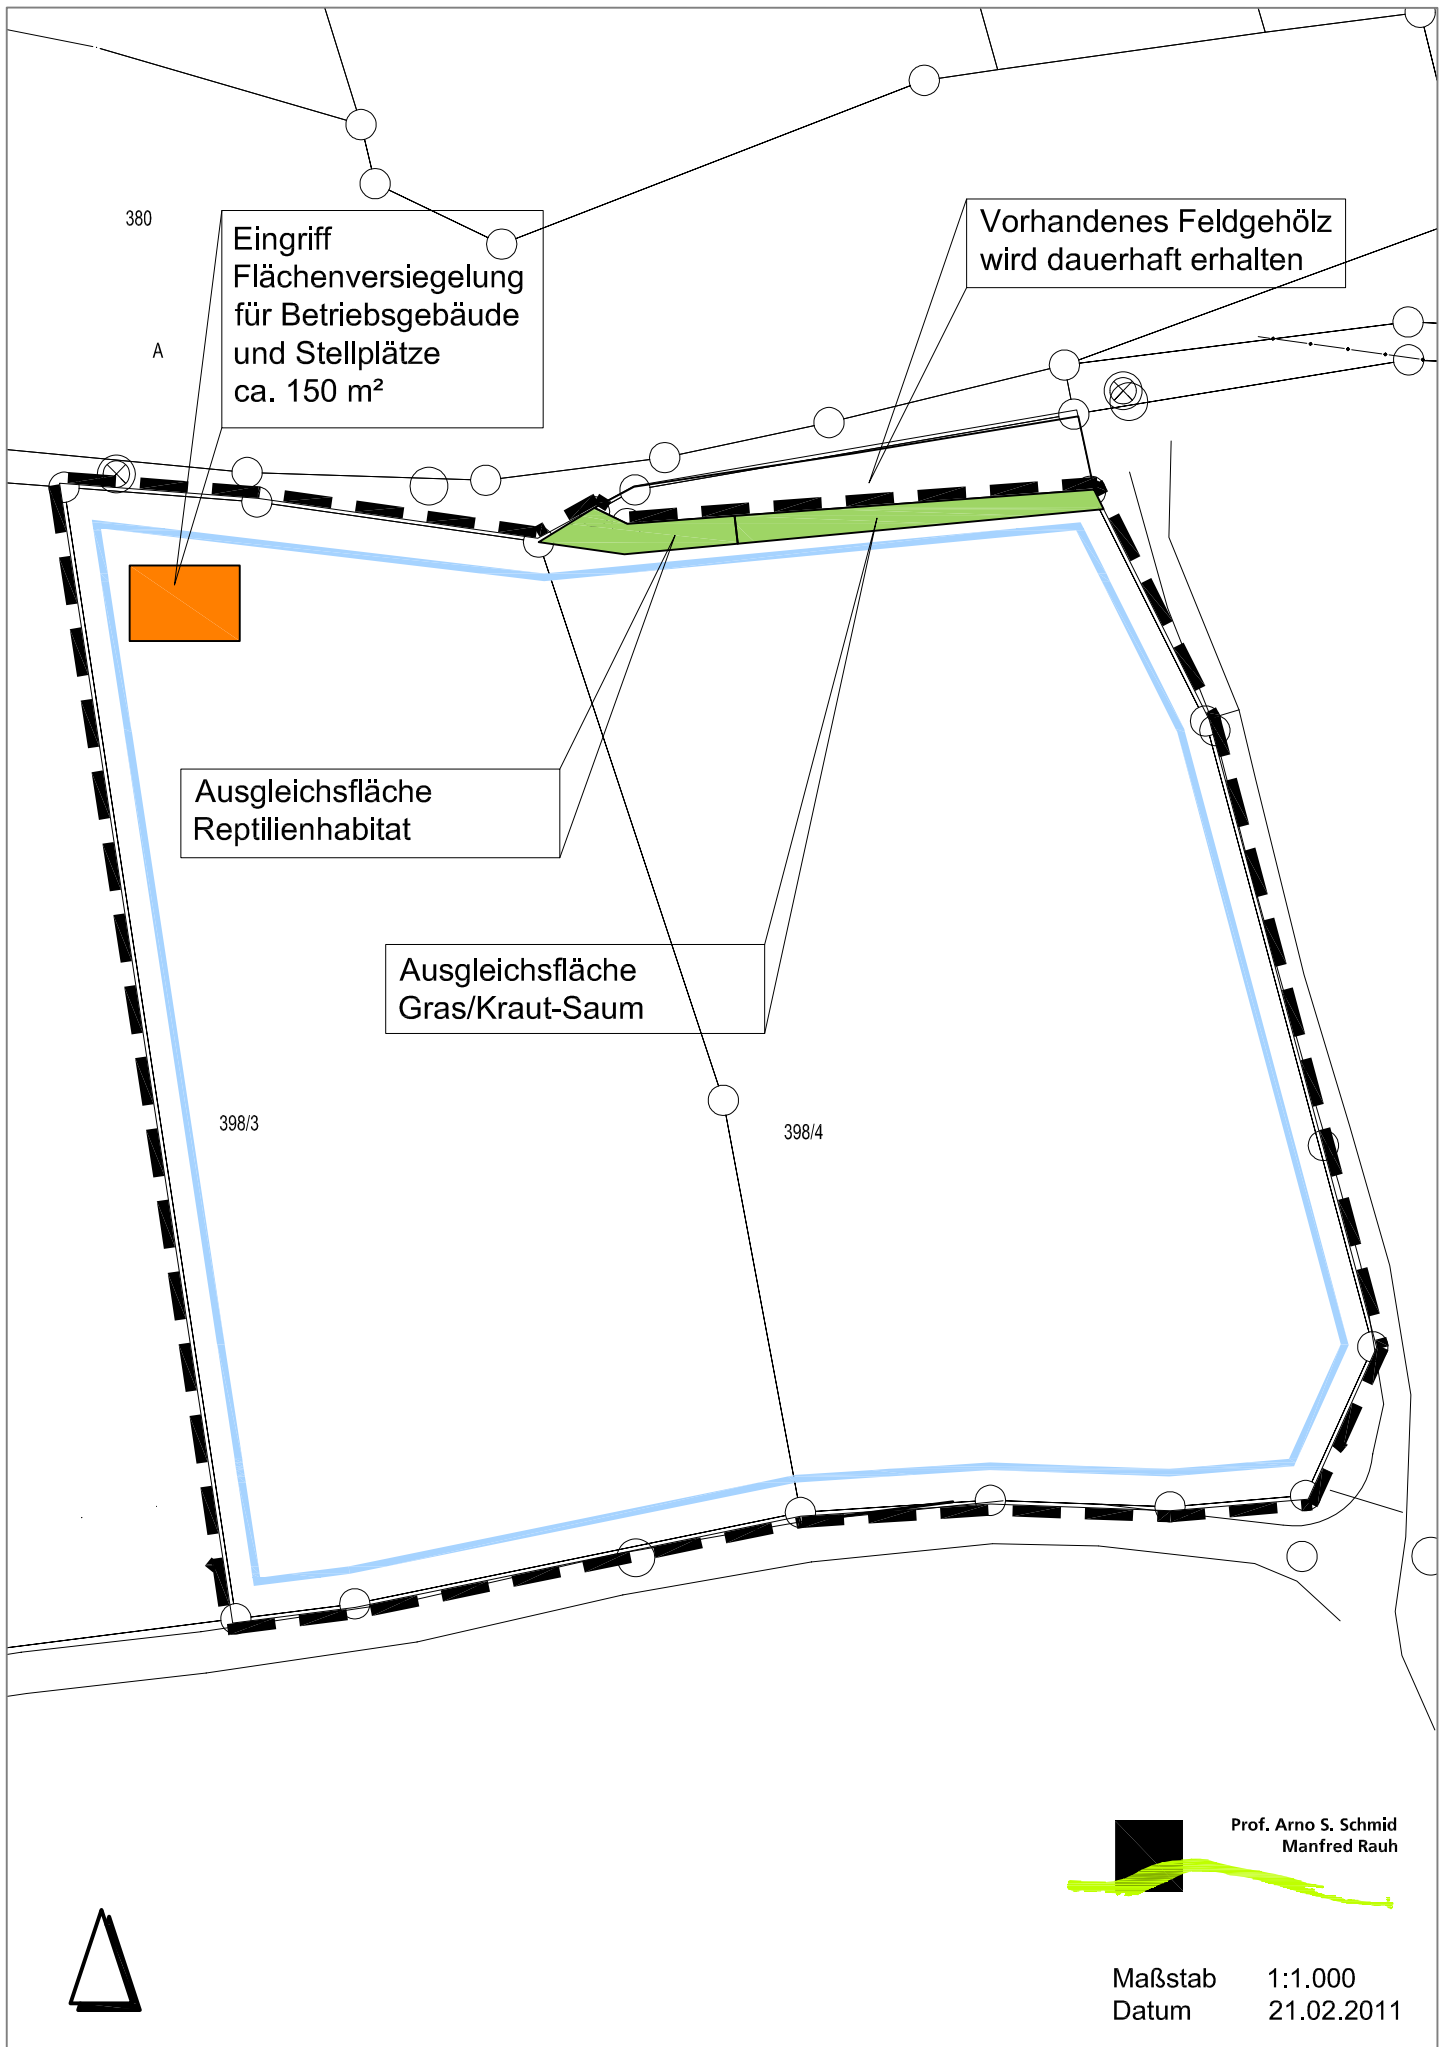 380
Eingriff
Flächenversiegelung
für Betriebsgebäude
und Stellplätze
ca. 150 m²
Vorhandenes Feldgehölz
wird dauerhaft erhalten
A
Ausgleichsfläche
Reptilienhabitat
Ausgleichsfläche
Gras/Kraut-Saum
398/3
398/4
Prof. Arno S. Schmid
Manfred Rauh
Maßstab 1:1.000
Datum 21.02.2011